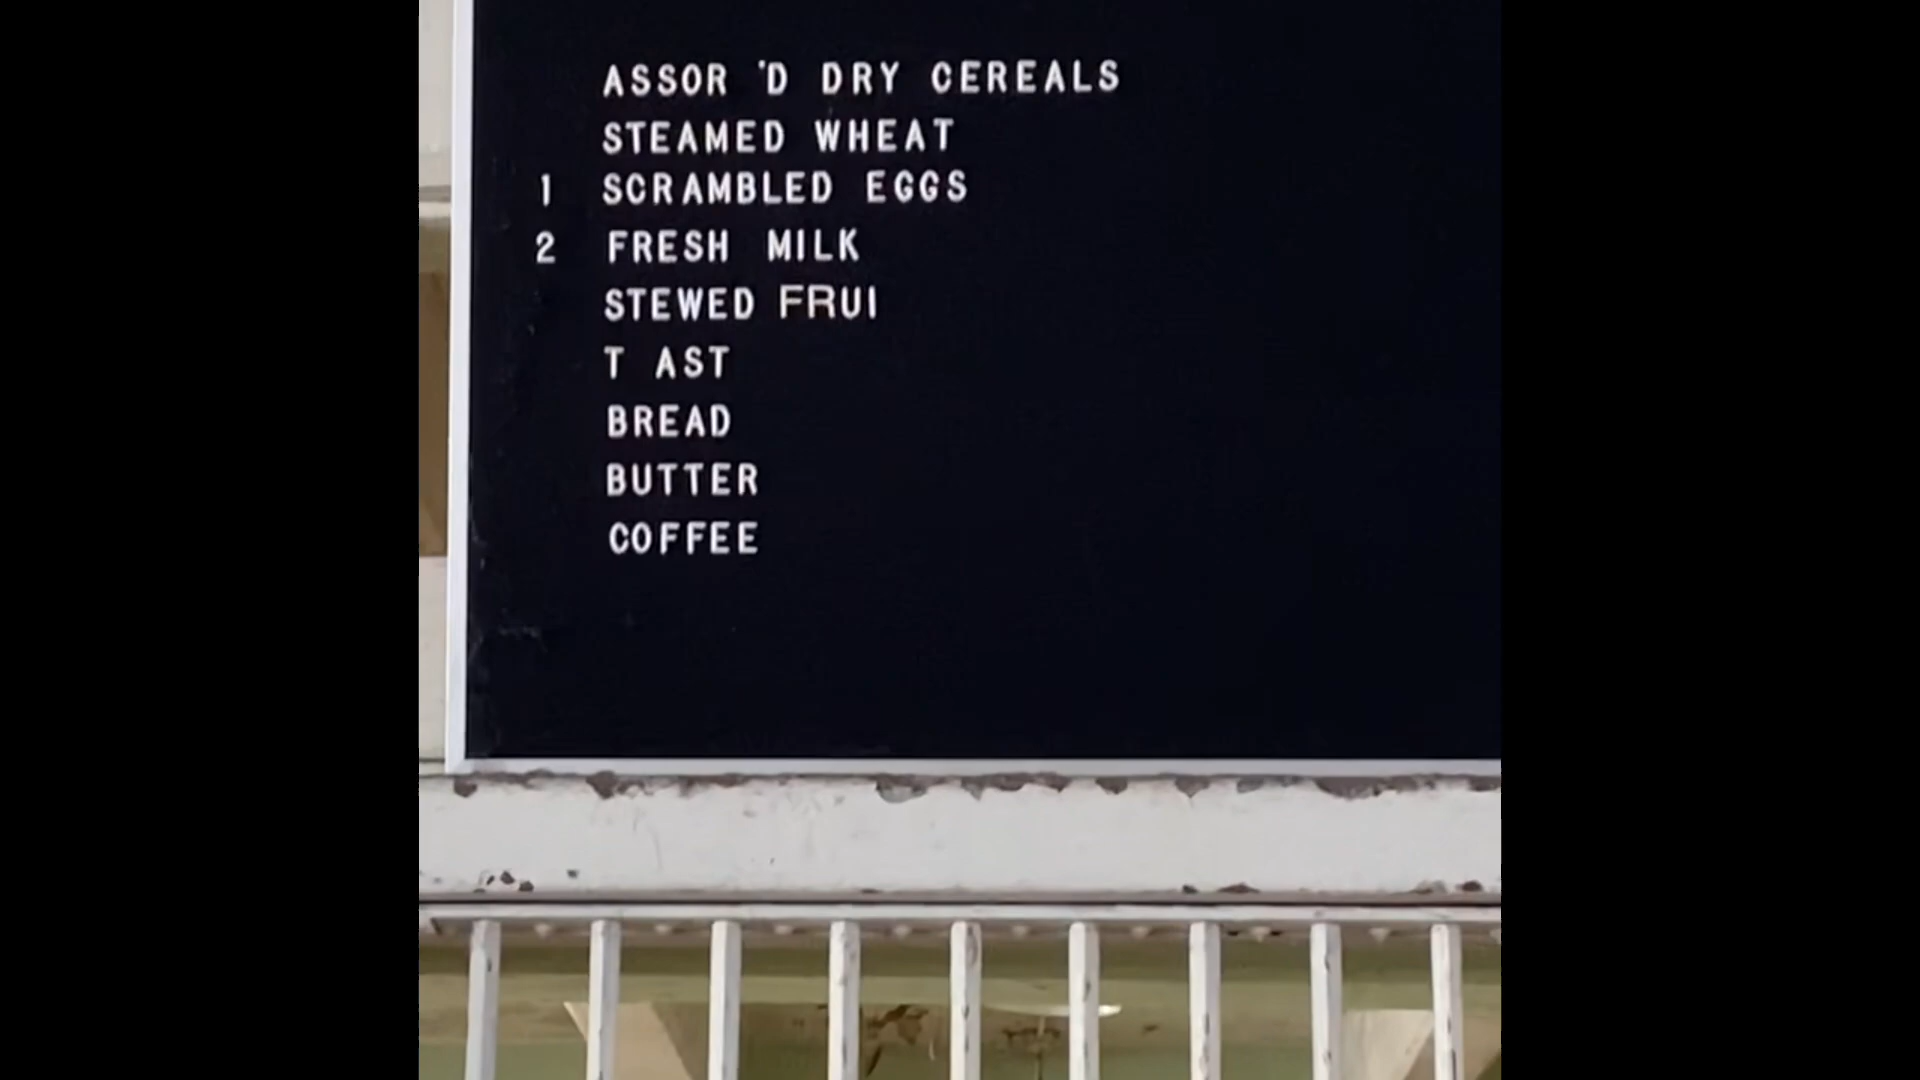 ASSOR 'D DRY CEREALS
STEAMED WHEAT
1 SCRAMBLED EGGS
2 FRESH MILK
STEWED FRUI
T AST
BREAD
BUTTER
COFFEE